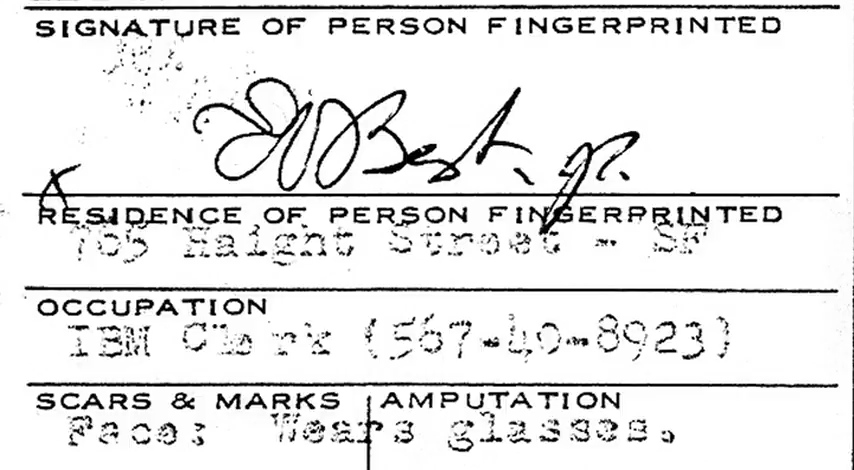 SIGNATURE OF PERSON FINGERPRINTED
Best, jr.
X
RESIDENCE OF PERSON FINGERPRINTED
765 Haight Street - SF
OCCUPATION
IBM Clerk (567-40-8923)
SCARS & MARKS AMPUTATION
Face: Wears glasses.